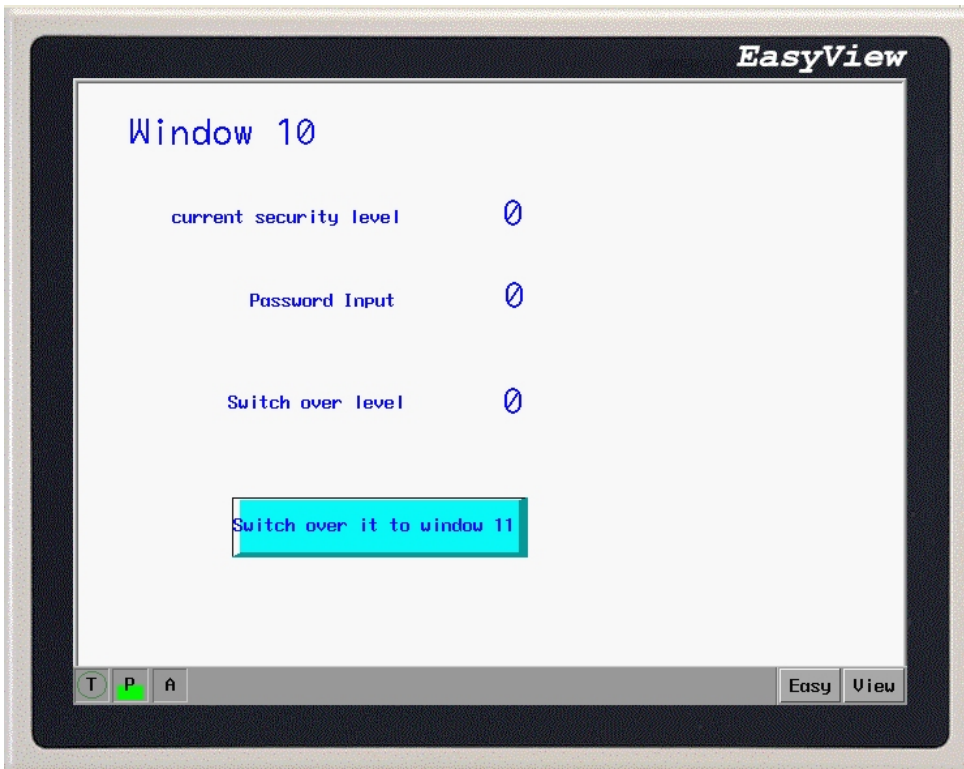 EasyView
Window 10
current security level 0
Password Input 0
Switch over level 0
Switch over it to window 11
T P A Easy View